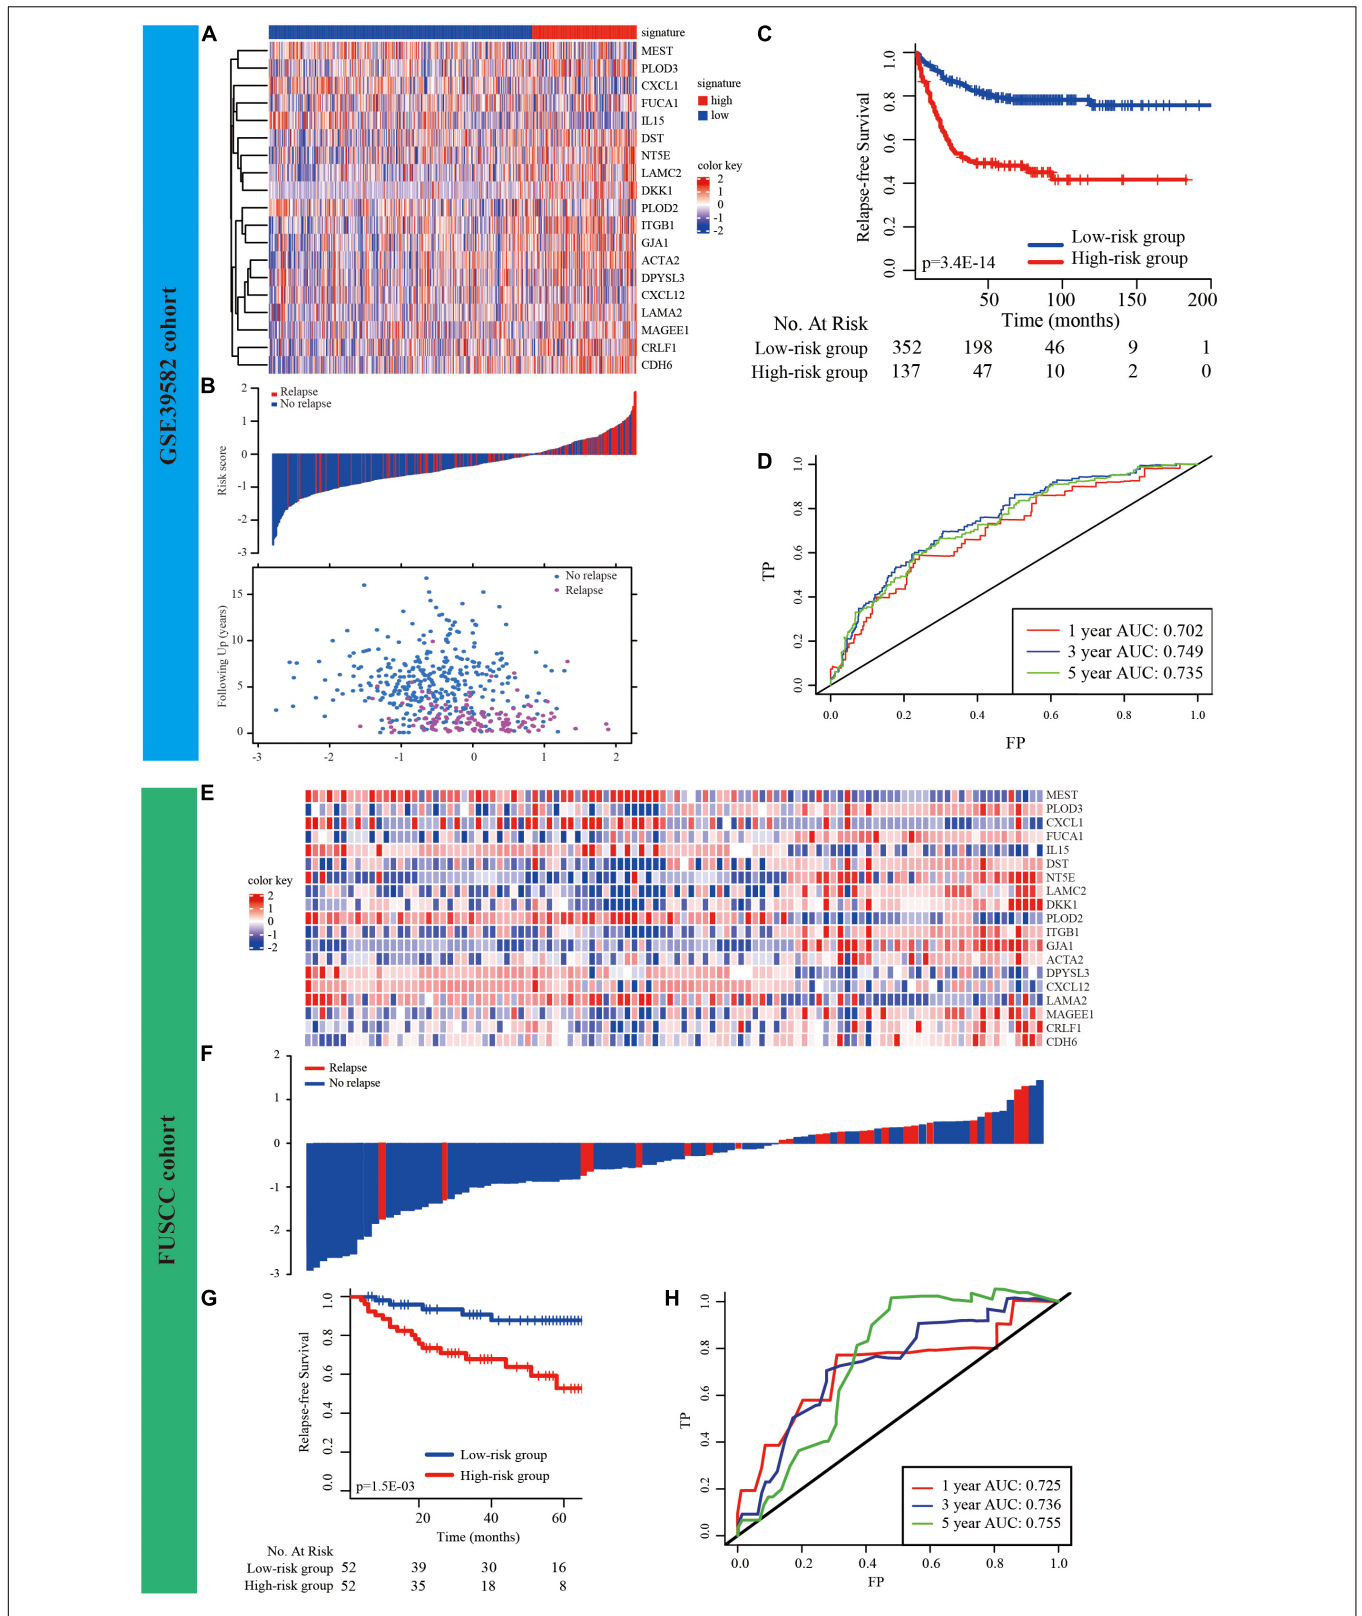 GSE39582 cohort
A
signature
MEST
PLOD3
CXCL1
FUCA1
IL15
DST
NT5E
LAMC2
DKK1
PLOD2
ITGB1
GJA1
ACTA2
DPYSL3
CXCL12
LAMA2
MAGEE1
CRLF1
CDH6
signature
high
low
color key
2
1
0
-1
-2
B
Relapse
No relapse
Risk score
2
1
0
-1
-2
-3
No relapse
Relapse
Following Up (years)
15
10
5
0
-3 -2 -1 0 1 2
C
Relapse-free Survival
1.0
0.8
0.6
0.4
0.2
0.0
Low-risk group
High-risk group
p=3.4E-14
50 100 150 200
Time (months)
No. At Risk
Low-risk group 352 198 46 9 1
High-risk group 137 47 10 2 0
D
TP
1.0
0.8
0.6
0.4
0.2
0.0
1 year AUC: 0.702
3 year AUC: 0.749
5 year AUC: 0.735
0.0 0.2 0.4 0.6 0.8 1.0
FP
FUSCC cohort
E
color key
2
1
0
-1
-2
MEST
PLOD3
CXCL1
FUCA1
IL15
DST
NT5E
LAMC2
DKK1
PLOD2
ITGB1
GJA1
ACTA2
DPYSL3
CXCL12
LAMA2
MAGEE1
CRLF1
CDH6
F
Relapse
No relapse
2
1
0
-1
-2
-3
G
Relapse-free Survival
1.0
0.8
0.6
0.4
0.2
0.0
Low-risk group
High-risk group
p=1.5E-03
20 40 60
Time (months)
No. At Risk
Low-risk group 52 39 30 16
High-risk group 52 35 18 8
H
TP
1.0
0.8
0.6
0.4
0.2
0.0
1 year AUC: 0.725
3 year AUC: 0.736
5 year AUC: 0.755
0.0 0.2 0.4 0.6 0.8 1.0
FP